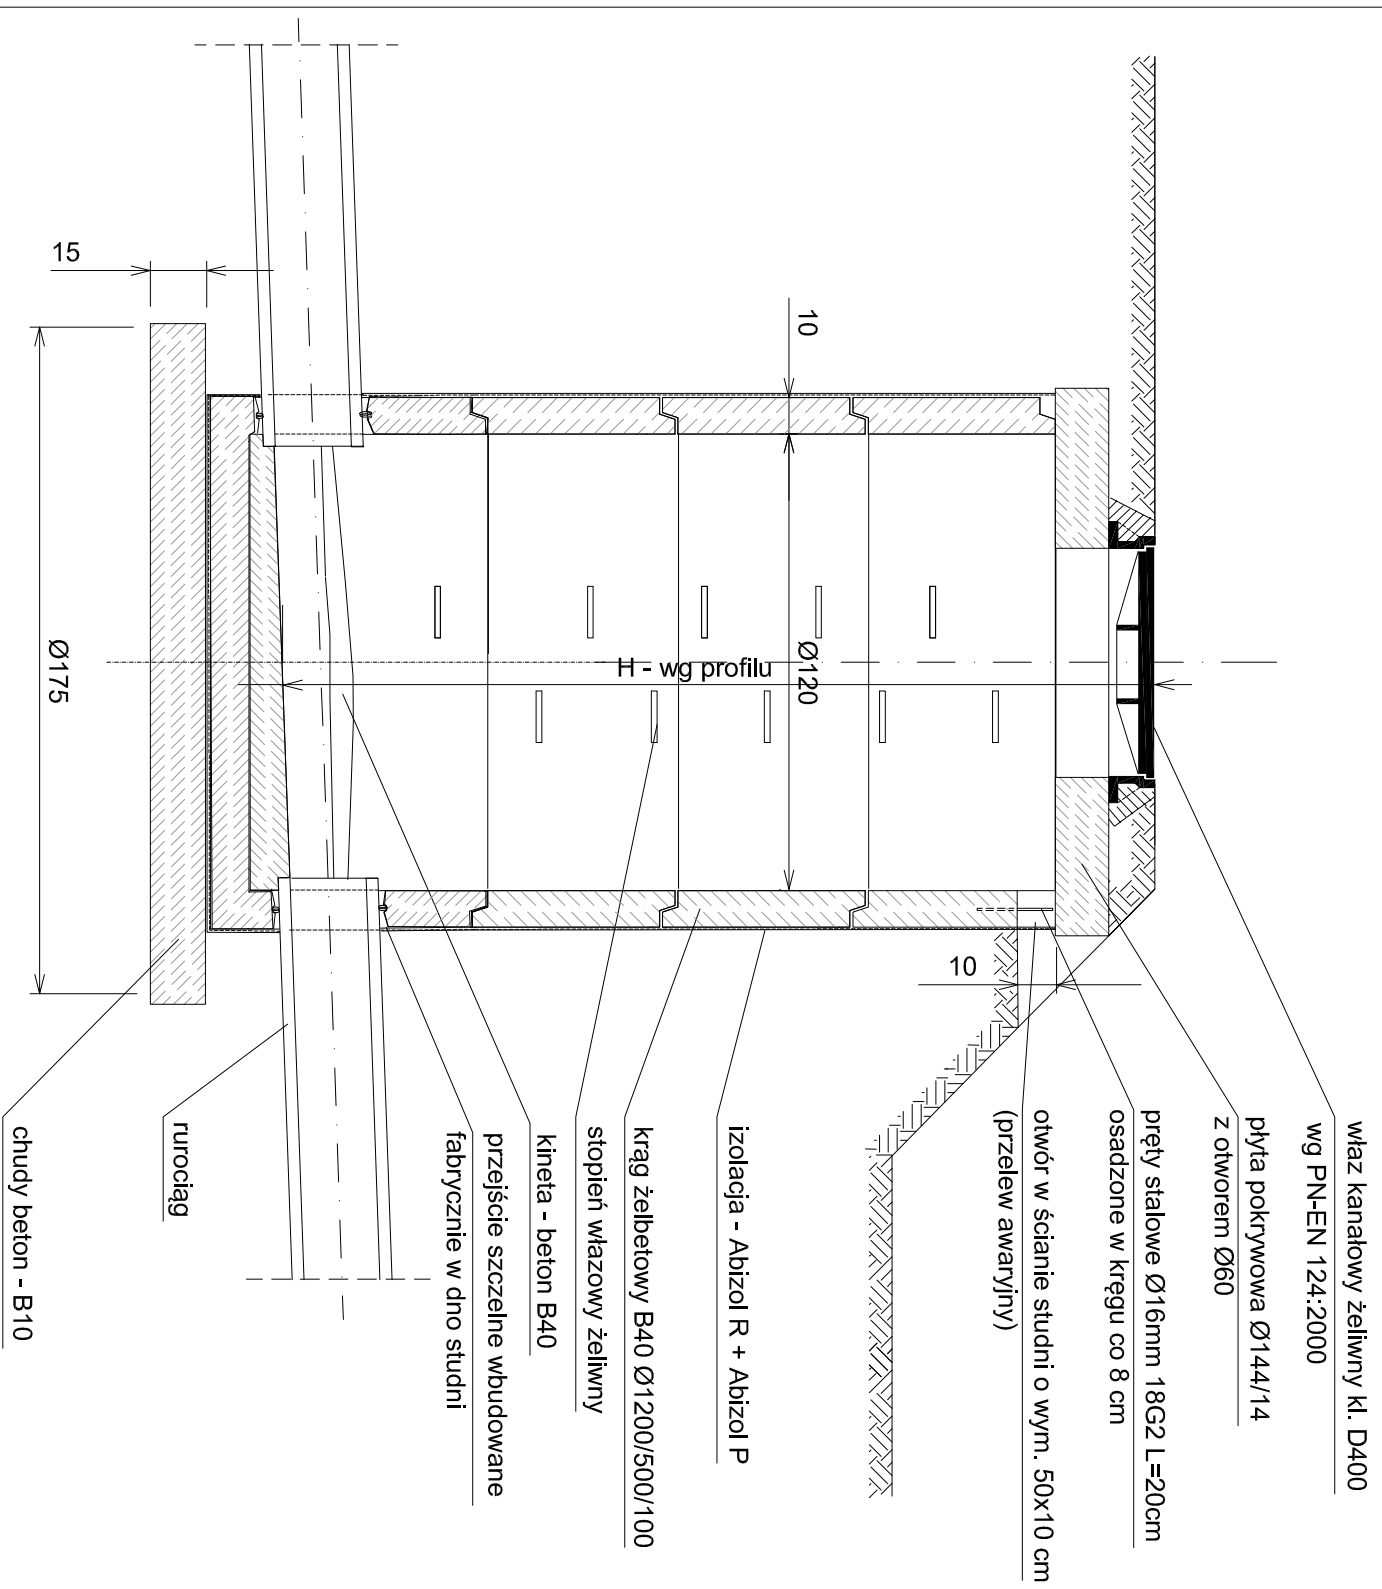 właz kanałowy żeliwny kl. D400
wg PN-EN 124:2000
płyta pokrywowa Ø144/14
z otworem Ø60
pręty stalowe Ø16mm 18G2 L=20cm
osadzone w kręgu co 8 cm
otwór w ścianie studni o wym. 50x10 cm
(przelew awaryjny)
izolacja - Abizol R + Abizol P
krąg żelbetowy B40 Ø1200/500/100
stopień włazowy żeliwny
kineta - beton B40
przejście szczelne wbudowane
fabrycznie w dno studni
rurociąg
chudy beton - B10
10
Ø120
H - wg profilu
10
15
Ø175